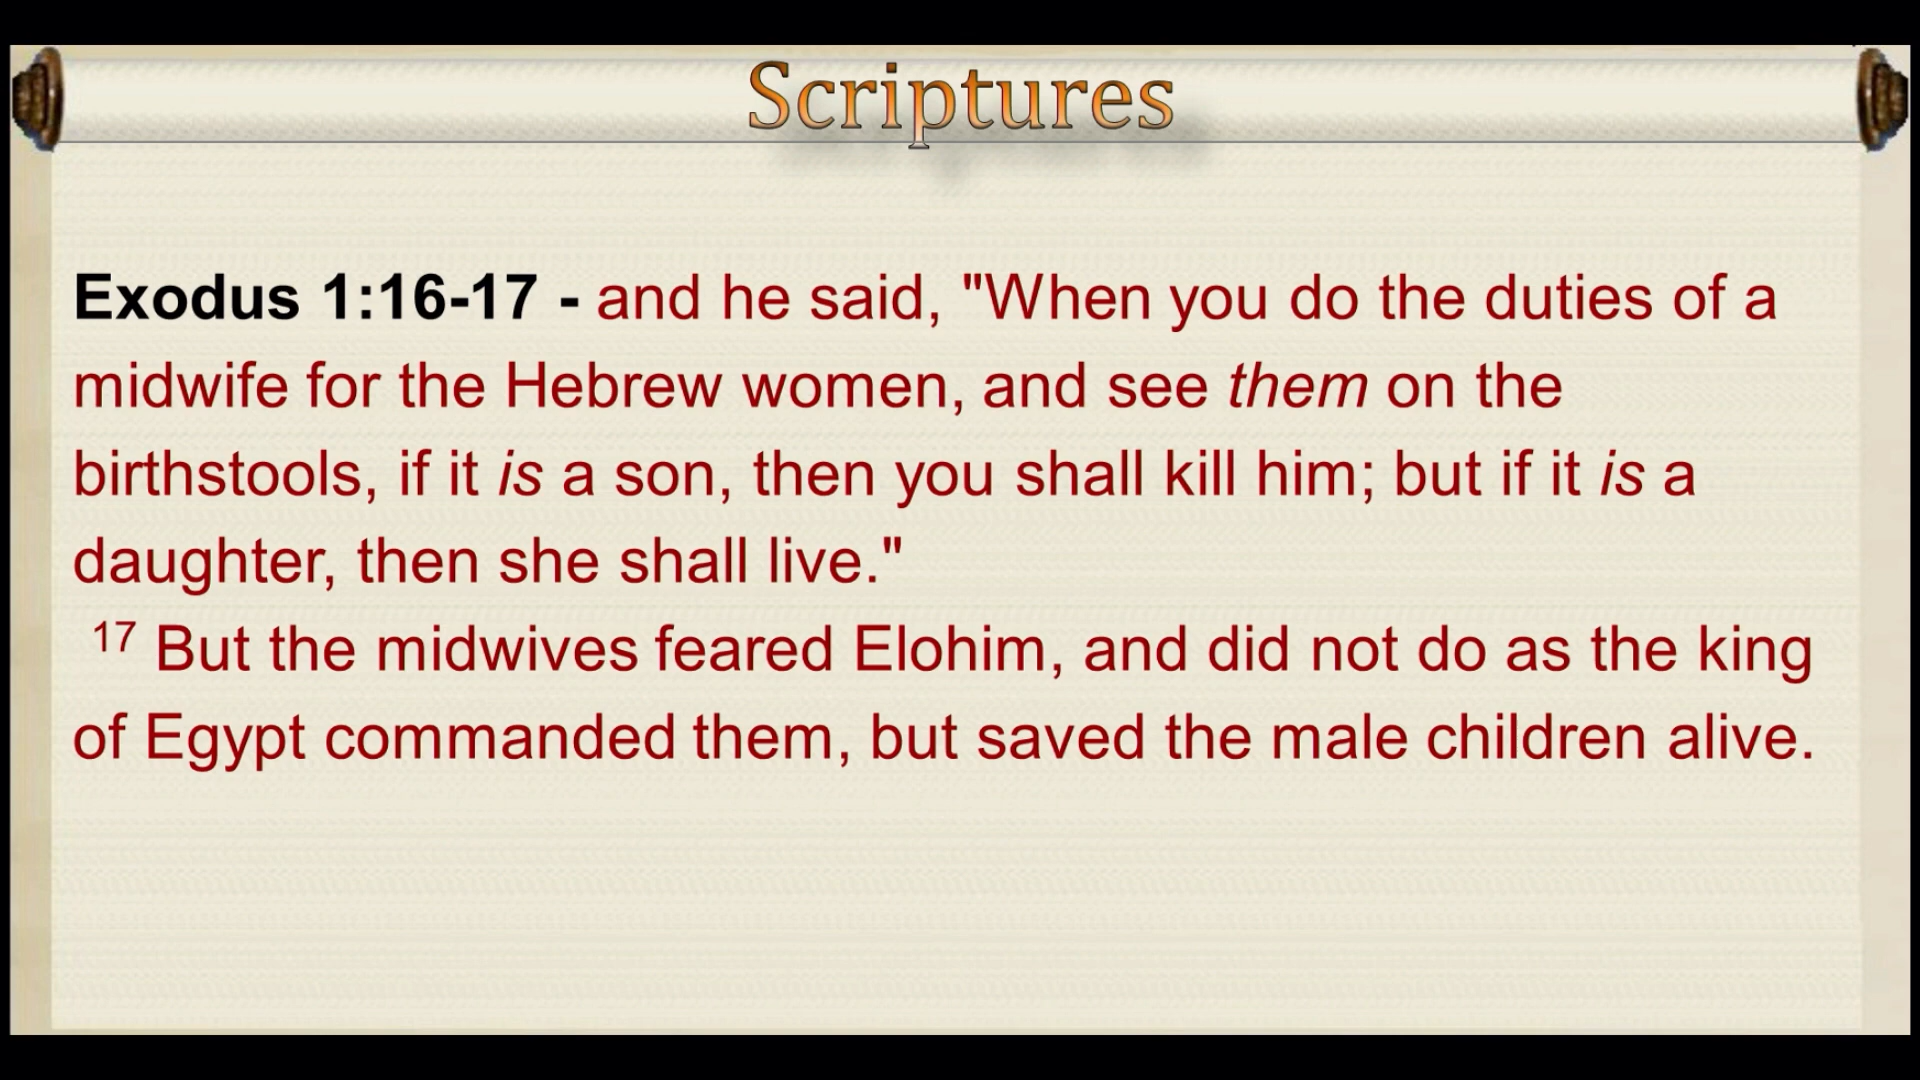 Scriptures
Exodus 1:16-17 - and he said, "When you do the duties of a
midwife for the Hebrew women, and see them on the
birthstools, if it is a son, then you shall kill him; but if it is a
daughter, then she shall live."
17 But the midwives feared Elohim, and did not do as the king
of Egypt commanded them, but saved the male children alive.